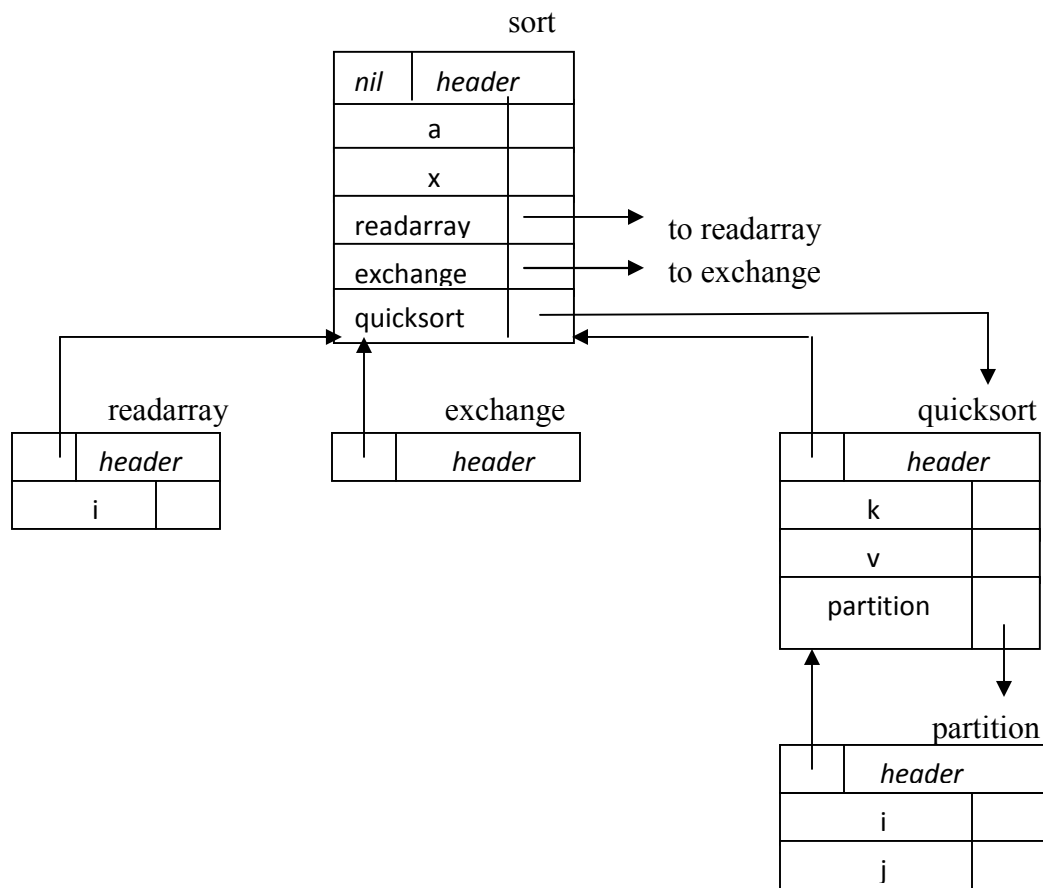 sort
nil header
a
x
readarray to readarray
exchange to exchange
quicksort
readarray exchange quicksort
header header header
i k
v
partition
partition
header
i
j